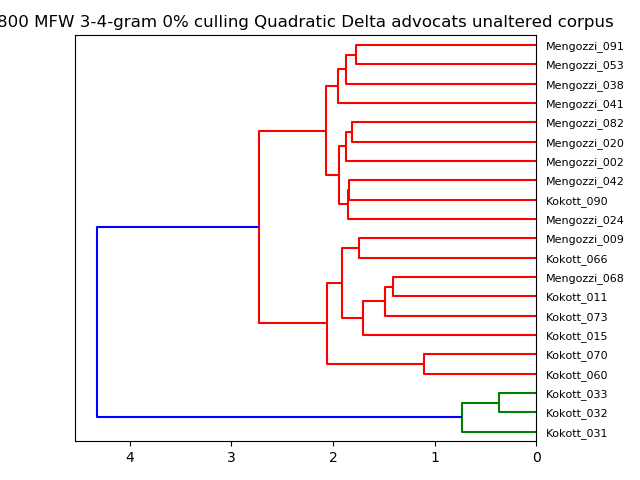 800 MFW 3-4-gram 0% culling Quadratic Delta advocats unaltered corpus
Mengozzi_091
Mengozzi_053
Mengozzi_038
Mengozzi_041
Mengozzi_082
Mengozzi_020
Mengozzi_002
Mengozzi_042
Kokott_090
Mengozzi_024
Mengozzi_009
Kokott_066
Mengozzi_068
Kokott_011
Kokott_073
Kokott_015
Kokott_070
Kokott_060
Kokott_033
Kokott_032
Kokott_031
4 3 2 1 0